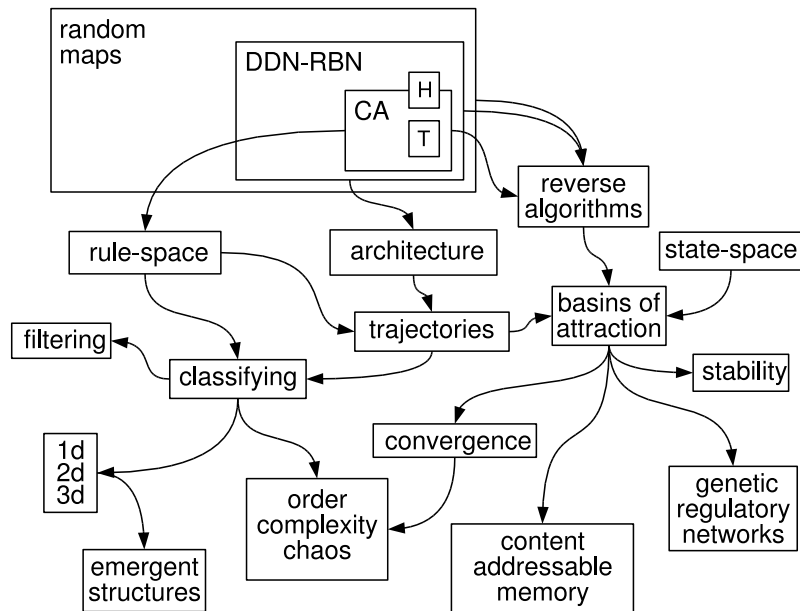 random
maps
DDN-RBN
H
CA
T
reverse
algorithms
rule-space
architecture
state-space
basins of
attraction
trajectories
filtering
classifying
stability
convergence
1d
2d
3d
order
complexity
chaos
genetic
regulatory
networks
content
addressable
memory
emergent
structures